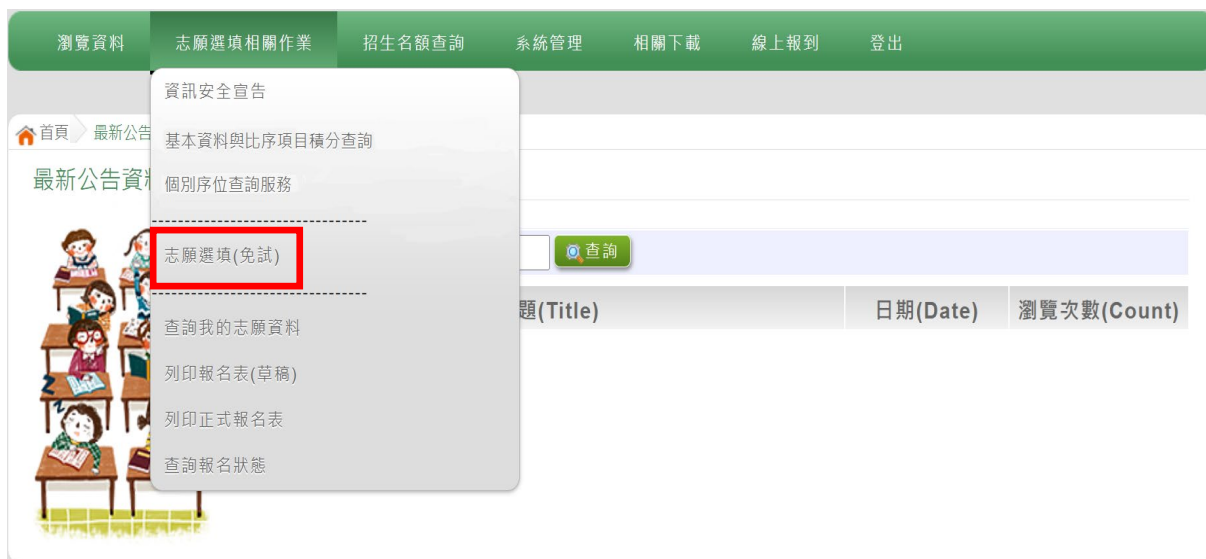 瀏覽資料 志願選填相關作業 招生名額查詢 系統管理 相關下載 線上報到 登出
資訊安全宣告
首頁 最新公告
基本資料與比序項目積分查詢
最新公告資
個別序位查詢服務
--------------------------------
志願選填(免試)
查詢
--------------------------------
題(Title) 日期(Date) 瀏覽次數(Count)
查詢我的志願資料
列印報名表(草稿)
列印正式報名表
查詢報名狀態